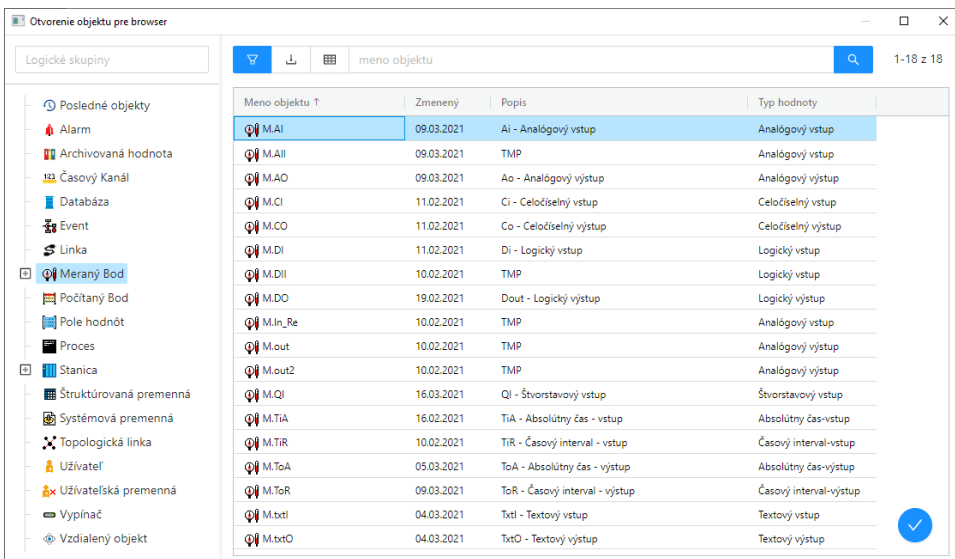 Otvorenie objektu pre browser
Logické skupiny
meno objektu
1-18 z 18
Posledné objekty
Alarm
Archivovaná hodnota
Časový Kanál
Databáza
Event
Linka
Meraný Bod
Počítaný Bod
Pole hodnôt
Proces
Stanica
Štruktúrovaná premenná
Systémová premenná
Topologická linka
Užívateľ
Užívateľská premenná
Vypínač
Vzdialený objekt
Meno objektu ↑ Zmenený Popis Typ hodnoty
M.AI 09.03.2021 Ai - Analógový vstup Analógový vstup
M.AII 09.03.2021 TMP Analógový vstup
M.AO 09.03.2021 Ao - Analógový výstup Analógový výstup
M.CI 11.02.2021 Ci - Celočíselný vstup Celočíselný vstup
M.CO 11.02.2021 Co - Celočíselný výstup Celočíselný výstup
M.DI 11.02.2021 Di - Logický vstup Logický vstup
M.DII 10.02.2021 TMP Logický vstup
M.DO 19.02.2021 Dout - Logický výstup Logický výstup
M.In_Re 10.02.2021 TMP Analógový vstup
M.out 10.02.2021 TMP Analógový výstup
M.out2 10.02.2021 TMP Analógový výstup
M.QI 16.03.2021 QI - Štvorstavový vstup Štvorstavový vstup
M.TiA 16.02.2021 TiA - Absolútny čas - vstup Absolútny čas-vstup
M.TiR 10.02.2021 TiR - Časový interval - vstup Časový interval-vstup
M.ToA 05.03.2021 ToA - Absolútny čas - výstup Absolútny čas-výstup
M.ToR 09.03.2021 ToR - Časový interval - výstup Časový interval-výstup
M.txtI 04.03.2021 TxtI - Textový vstup Textový vstup
M.txtO 04.03.2021 TxtO - Textový výstup Textový výstup